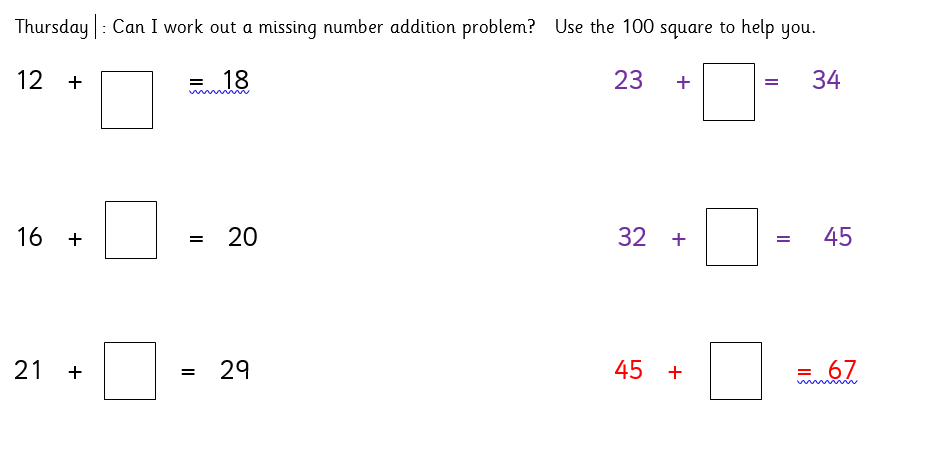 Thursday : Can I work out a missing number addition problem? Use the 100 square to help you.
12 + = 18 23 + = 34
16 + = 20 32 + = 45
21 + = 29 45 + = 67